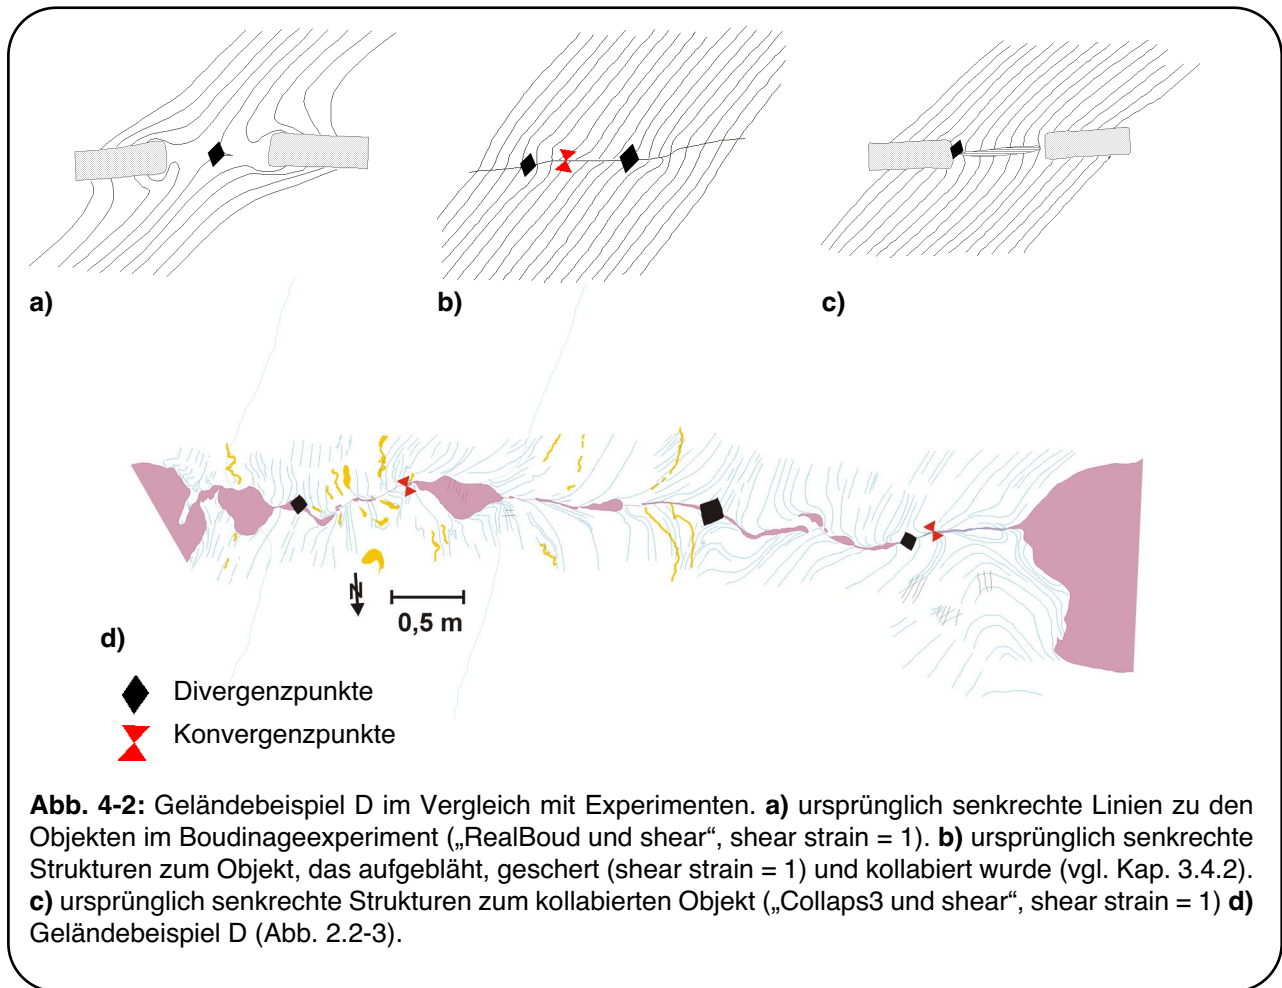 a)
b)
c)
N
0,5 m
d)
Divergenzpunkte
Konvergenzpunkte
Abb. 4-2: Geländebeispiel D im Vergleich mit Experimenten. a) ursprünglich senkrechte Linien zu den
Objekten im Boudinageexperiment („RealBoud und shear“, shear strain = 1). b) ursprünglich senkrechte
Strukturen zum Objekt, das aufgebläht, geschert (shear strain = 1) und kollabiert wurde (vgl. Kap. 3.4.2).
c) ursprünglich senkrechte Strukturen zum kollabierten Objekt („Collaps3 und shear“, shear strain = 1) d)
Geländebeispiel D (Abb. 2.2-3).